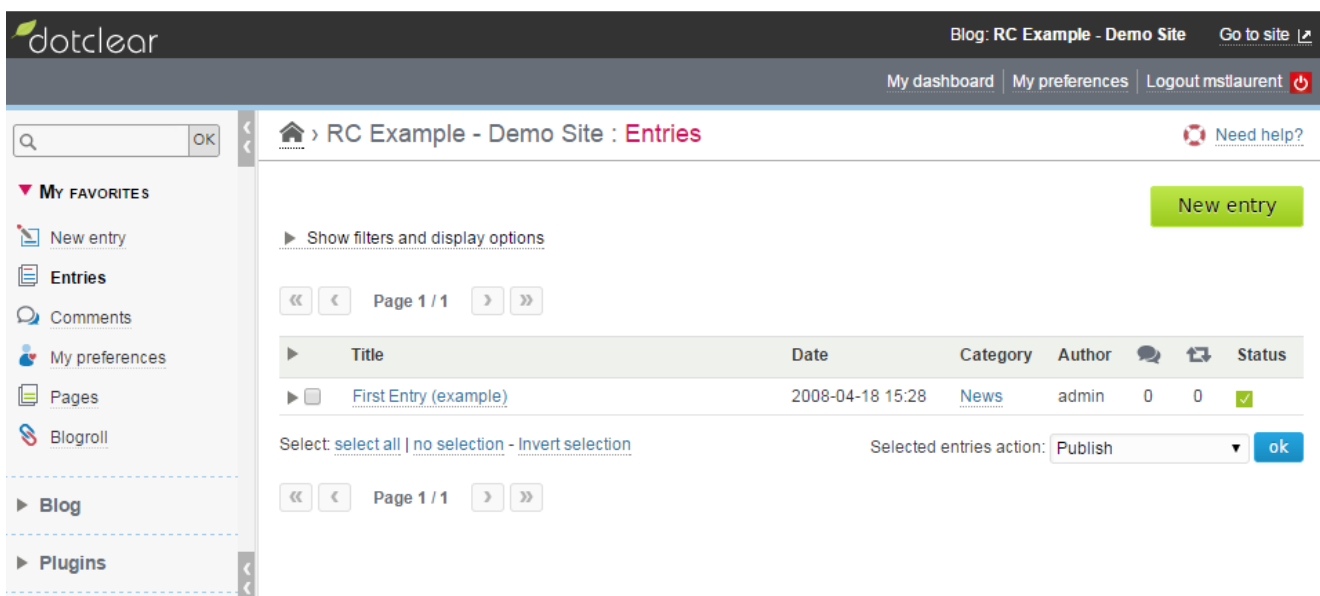 dotclear
Blog: RC Example - Demo Site Go to site
My dashboard My preferences Logout mstlaurent
OK
› RC Example - Demo Site : Entries
Need help?
MY FAVORITES
New entry
Entries
Comments
My preferences
Pages
Blogroll
Blog
Plugins
New entry
Show filters and display options
« ‹ Page 1 / 1 › »
Title Date Category Author Status
First Entry (example) 2008-04-18 15:28 News admin 0 0
Select: select all | no selection - Invert selection
Selected entries action: Publish ok
« ‹ Page 1 / 1 › »